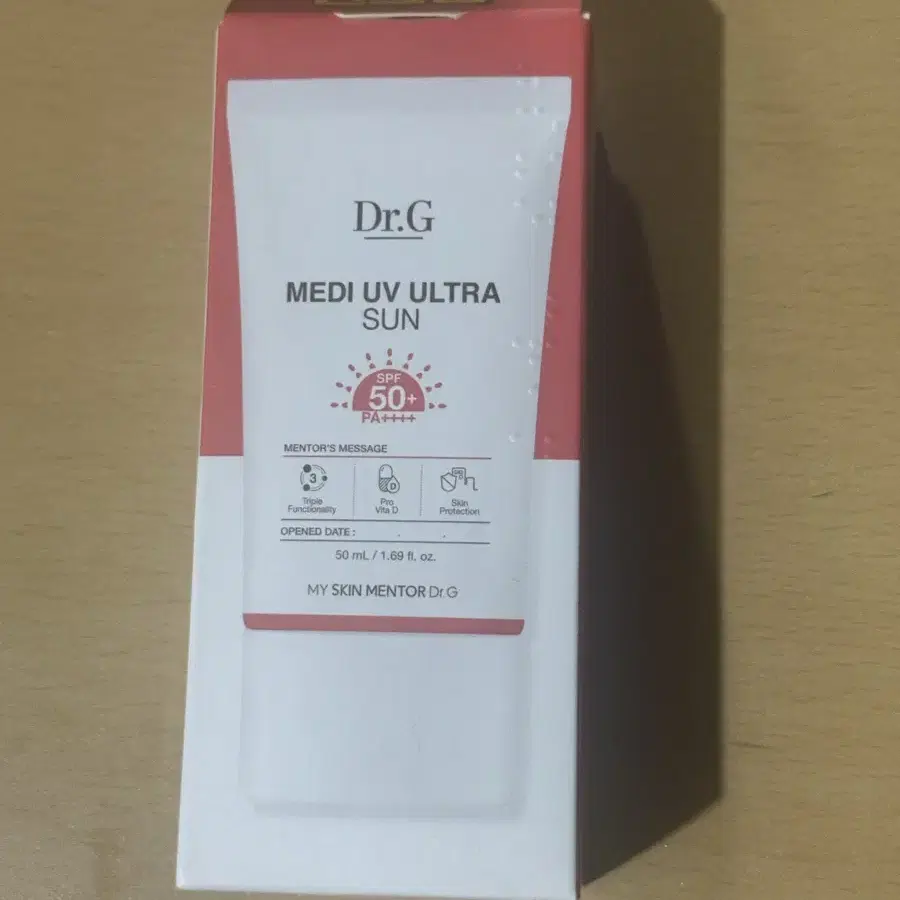 Dr.G
MEDI UV ULTRA
SUN
SPF
50+
PA++++
MENTOR'S MESSAGE
3
Triple
Functionality
D
Pro
Vita D
Skin
Protection
OPENED DATE : . .
50 mL / 1.69 fl. oz.
MY SKIN MENTOR Dr.G